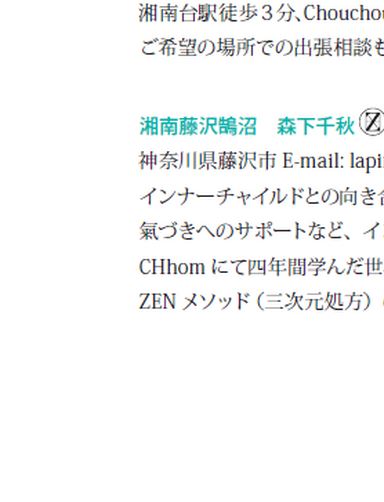 湘南台駅徒歩3分、Chouchou
ご希望の場所での出張相談も
湘南藤沢鵠沼　森下千秋 Ⓩ
神奈川県藤沢市 E-mail: lapi
インナーチャイルドとの向き合
氣づきへのサポートなど、イ
CHhom にて四年間学んだ世
ZEN メソッド（三次元処方）